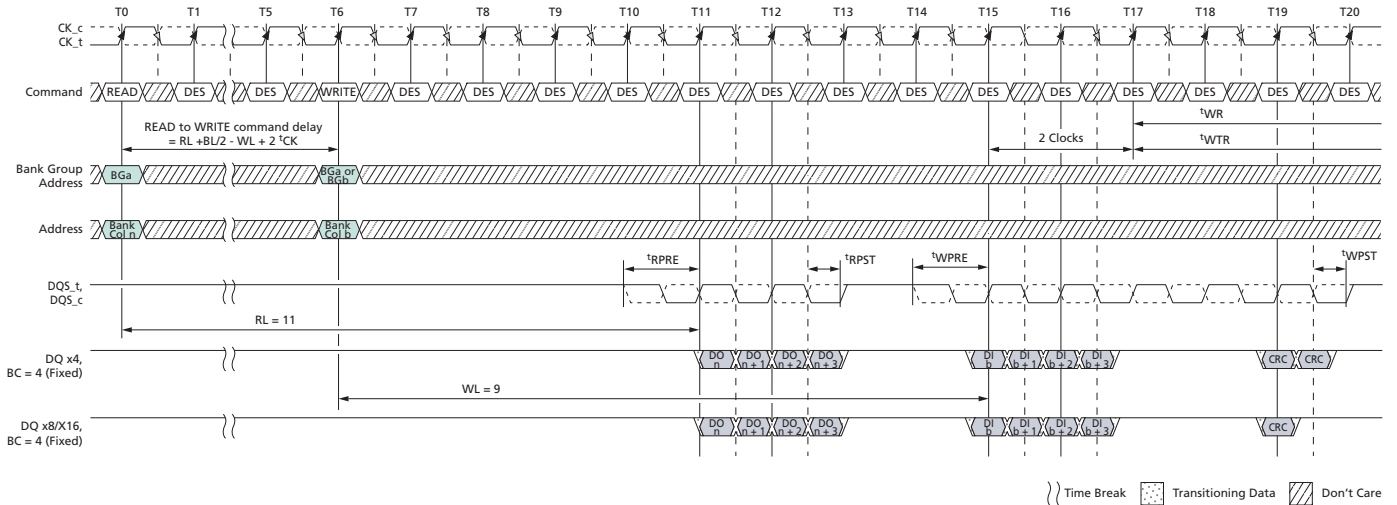 T0 T1 T5 T6 T7 T8 T9 T10 T11 T12 T13 T14 T15 T16 T17 T18 T19 T20
CK_c
CK_t
Command READ DES DES WRITE DES DES DES DES DES DES DES DES DES DES DES DES DES DES
READ to WRITE command delay
= RL +BL/2 - WL + 2 tCK
tWR
2 Clocks
tWTR
Bank Group
Address
BGa
BGa or
BGb
Address
Bank
Col n
Bank
Col b
tRPRE
tRPST
tWPRE
tWPST
DQS_t,
DQS_c
RL = 11
DQ x4,
BC = 4 (Fixed)
DO
n
DO
n + 1
DO
n + 2
DO
n + 3
DI
b
DI
b + 1
DI
b + 2
DI
b + 3
CRC
CRC
WL = 9
DQ x8/X16,
BC = 4 (Fixed)
DO
n
DO
n + 1
DO
n + 2
DO
n + 3
DI
b
DI
b + 1
DI
b + 2
DI
b + 3
CRC
Time Break Transitioning Data Don't Care